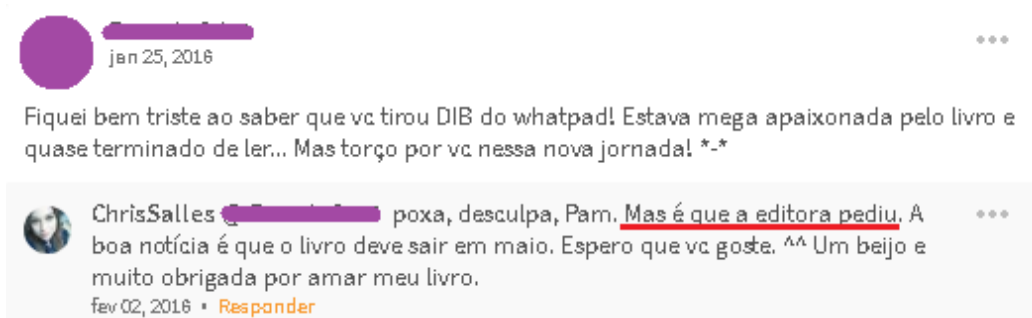 jan 25, 2016
Fiquei bem triste ao saber que vc tirou DIB do whatpad! Estava mega apaixonada pelo livro e
quase terminado de ler... Mas torço por vc nessa nova jornada! *-*
ChrisSalles poxa, desculpa, Pam. Mas é que a editora pediu. A
boa notícia é que o livro deve sair em maio. Espero que vc goste. ^^ Um beijo e
muito obrigada por amar meu livro.
fev 02, 2016 • Responder